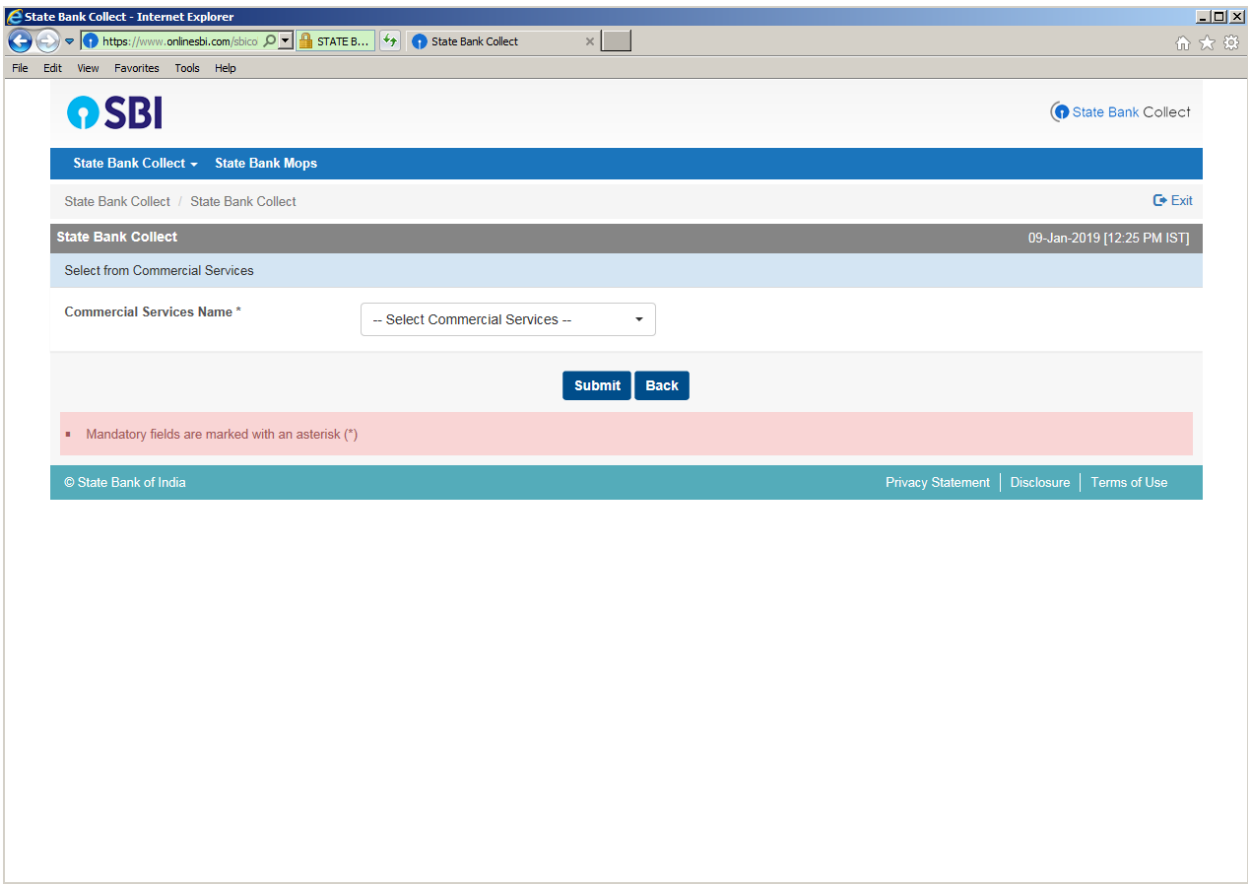 State Bank Collect - Internet Explorer
https://www.onlinesbi.com/sbico STATE B... State Bank Collect
File Edit View Favorites Tools Help
SBI
State Bank Collect
State Bank Collect State Bank Mops
State Bank Collect / State Bank Collect
Exit
State Bank Collect
09-Jan-2019 [12:25 PM IST]
Select from Commercial Services
Commercial Services Name *
-- Select Commercial Services --
Submit Back
Mandatory fields are marked with an asterisk (*)
© State Bank of India
Privacy Statement | Disclosure | Terms of Use